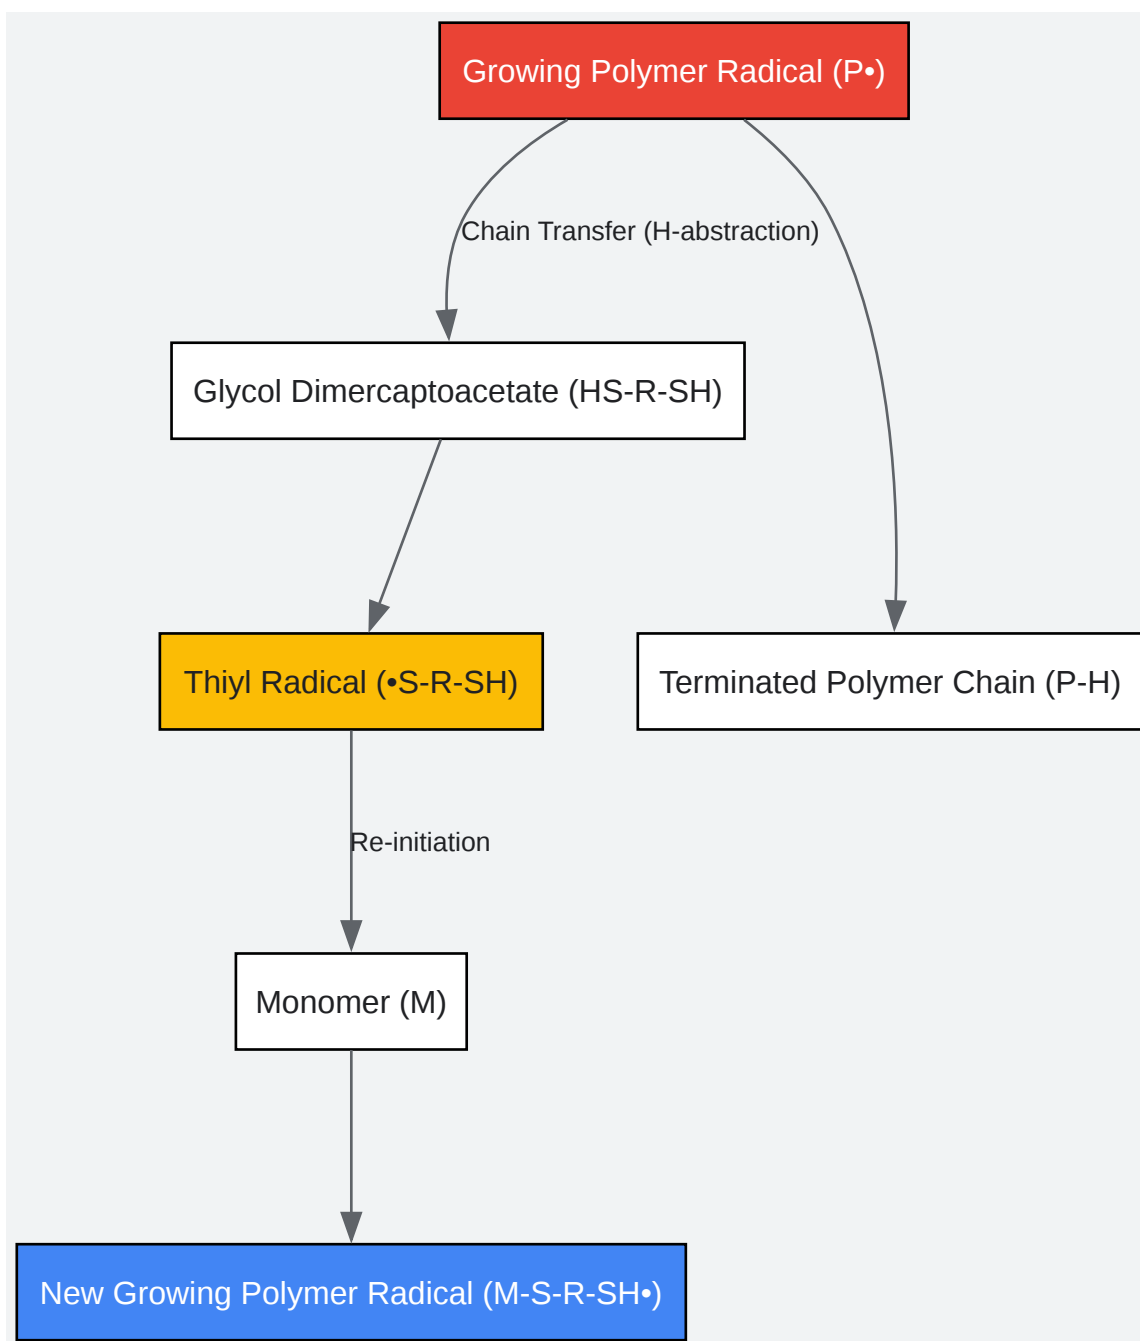 Growing Polymer Radical (P•)
Chain Transfer (H-abstraction)
Glycol Dimercaptoacetate (HS-R-SH)
Thiyl Radical (•S-R-SH)
Terminated Polymer Chain (P-H)
Re-initiation
Monomer (M)
New Growing Polymer Radical (M-S-R-SH•)